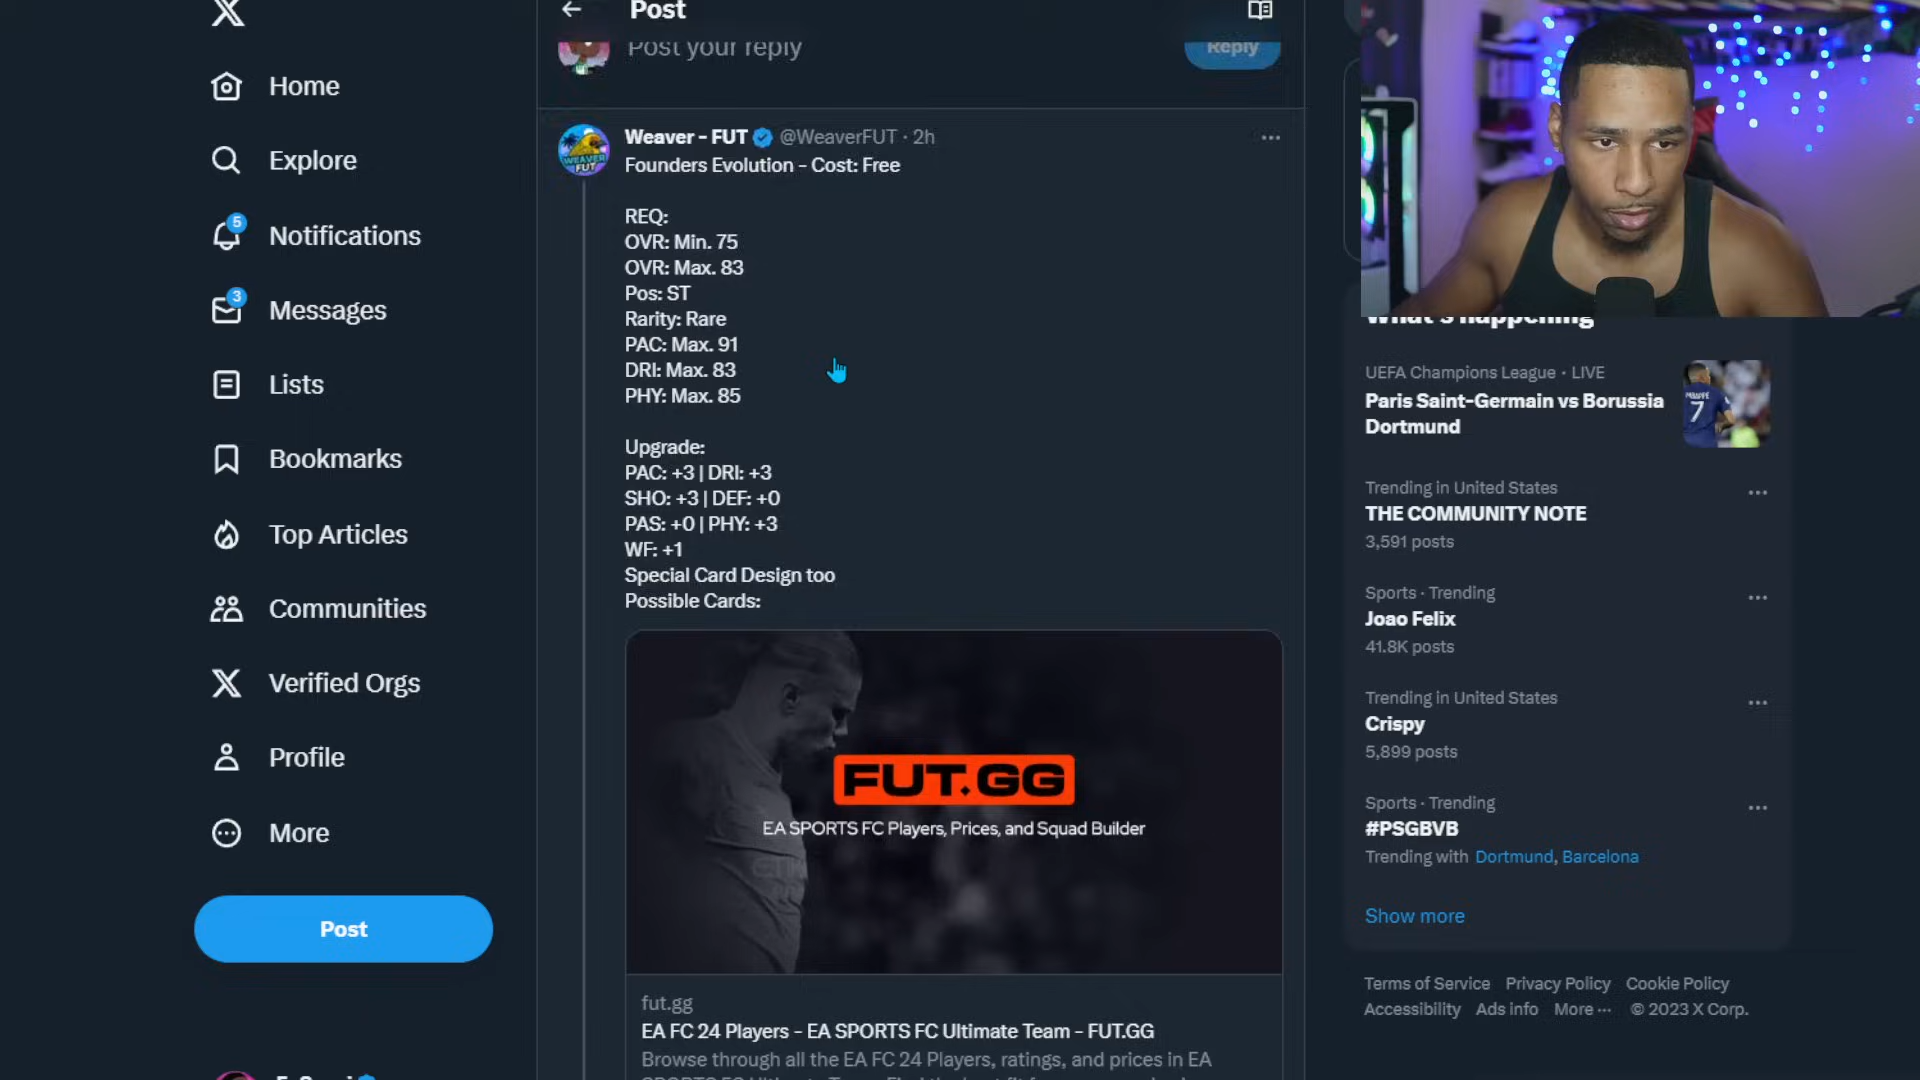 Home
Explore
5
Notifications
3
Messages
Lists
Bookmarks
Top Articles
Communities
Verified Orgs
Profile
More
Post
Post
Post your reply
Reply
Weaver - FUT @WeaverFUT · 2h
WEAVER FUT
Founders Evolution - Cost: Free
REQ:
OVR: Min. 75
OVR: Max. 83
Pos: ST
Rarity: Rare
PAC: Max. 91
DRI: Max. 83
PHY: Max. 85
Upgrade:
PAC: +3 | DRI: +3
SHO: +3 | DEF: +0
PAS: +0 | PHY: +3
WF: +1
Special Card Design too
Possible Cards:
FUT.GG
EA SPORTS FC Players, Prices, and Squad Builder
fut.gg
EA FC 24 Players - EA SPORTS FC Ultimate Team - FUT.GG
Browse through all the EA FC 24 Players, ratings, and prices in EA
What's happening
UEFA Champions League · LIVE
Paris Saint-Germain vs Borussia
Dortmund
MBAPPE
7
Trending in United States
THE COMMUNITY NOTE
3,591 posts
Sports · Trending
Joao Felix
41.8K posts
Trending in United States
Crispy
5,899 posts
Sports · Trending
#PSGBVB
Trending with Dortmund, Barcelona
Show more
Terms of Service Privacy Policy Cookie Policy
Accessibility Ads info More ··· © 2023 X Corp.